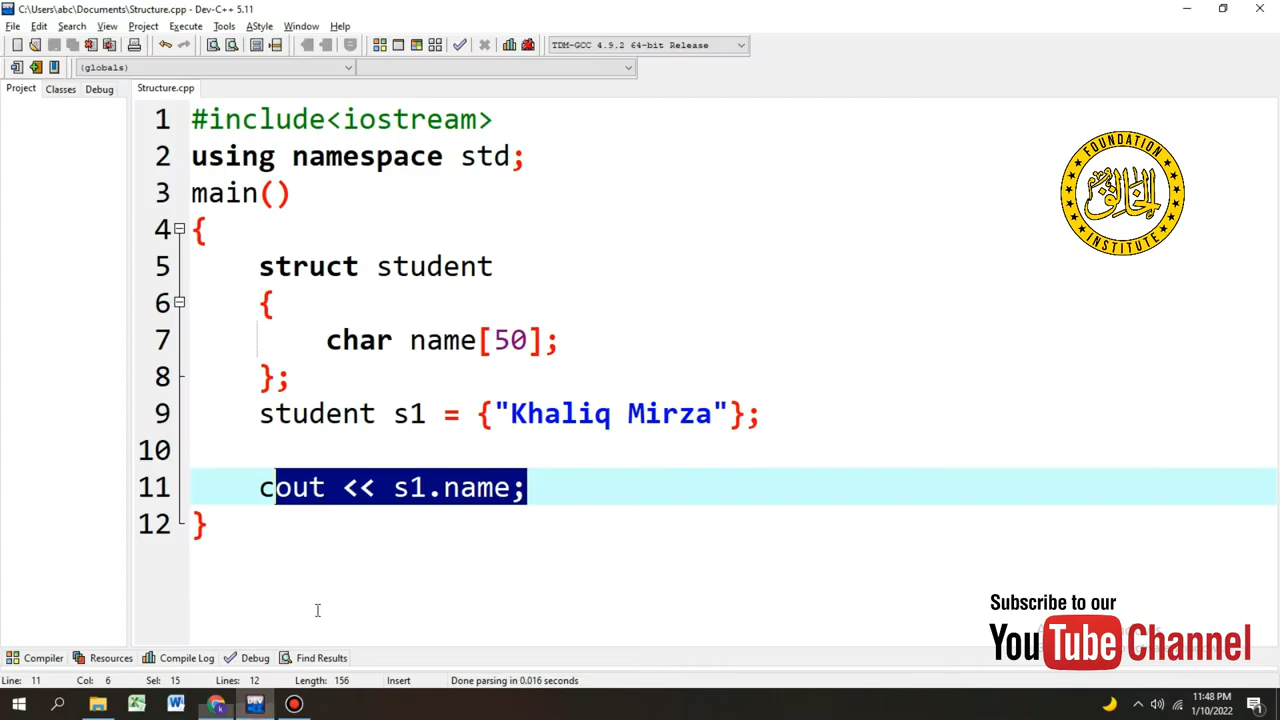 C:\Users\abc\Documents\Structure.cpp - Dev-C++ 5.11
File Edit Search View Project Execute Tools AStyle Window Help
TDM-GCC 4.9.2 64-bit Release
(globals)
Project Classes Debug Structure.cpp
1 #include<iostream>
2 using namespace std;
3 main()
4 {
5 struct student
6 {
7 char name[50];
8 };
9 student s1 = {"Khaliq Mirza"};
10
11 cout << s1.name;
12 }
FOUNDATION
الخالق
INSTITUTE
Subscribe to our
YouTube Channel
Compiler Resources Compile Log Debug Find Results
Line: 11 Col: 6 Sel: 15 Lines: 12 Length: 156 Insert Done parsing in 0.016 seconds
11:48 PM
1/10/2022